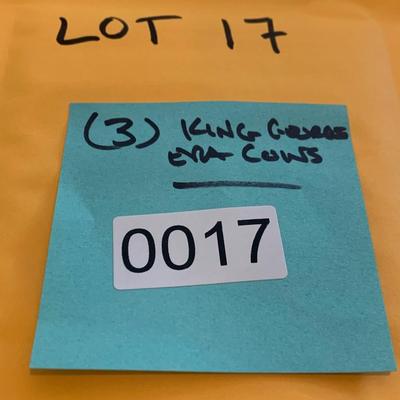 LOT 17
(3) KING GEORGE
ERA COINS
0017